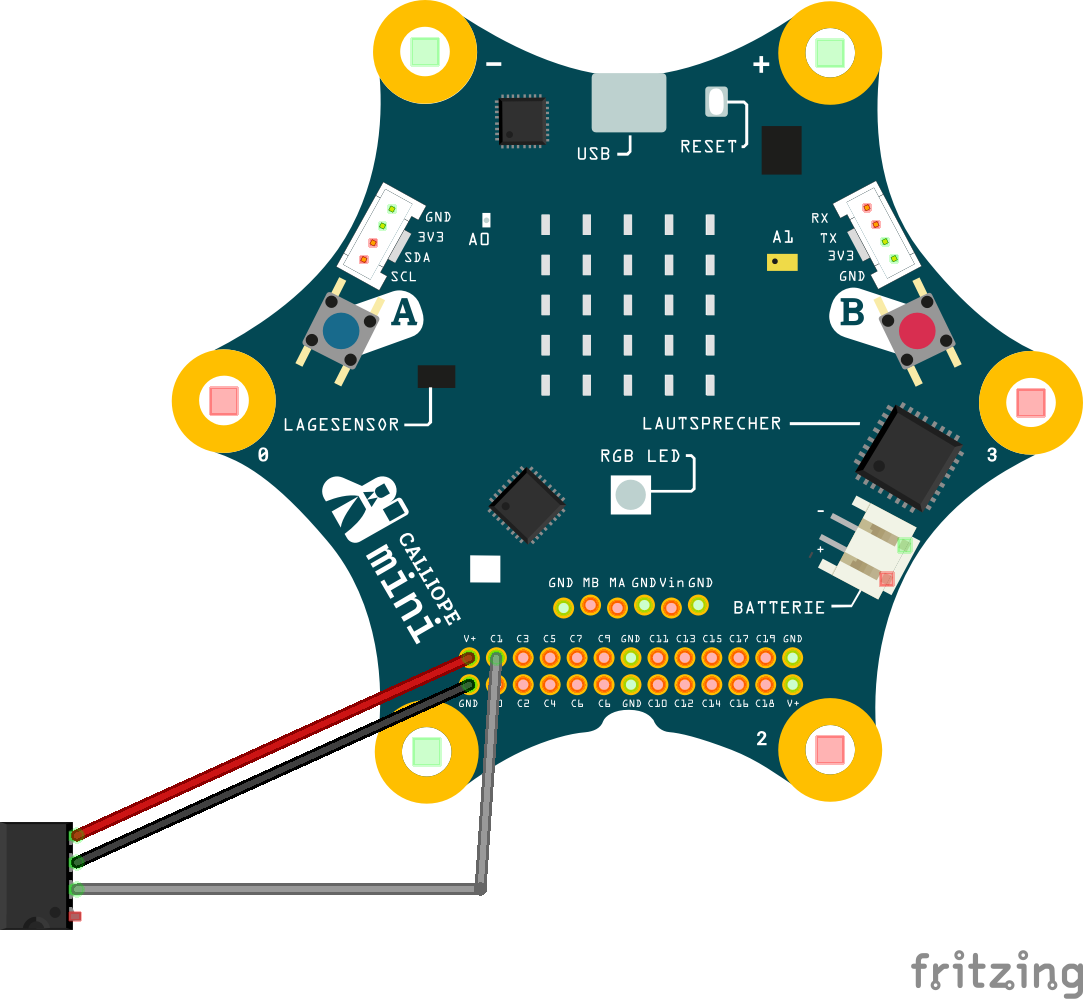 − +
USB
RESET
GND
3V3
SDA
SCL
A0
A1
RX
TX
3V3
GND
A
B
LAGESENSOR
LAUTSPRECHER
RGB LED
0
3
CALLIOPE
mini
−
+
BATTERIE
GND MB MA GND Vin GND
V+ C1 C3 C5 C7 C9 GND C11 C13 C15 C17 C19 GND
GND 0 C2 C4 C6 C6 GND C10 C12 C14 C16 C18 V+
2
fritzing